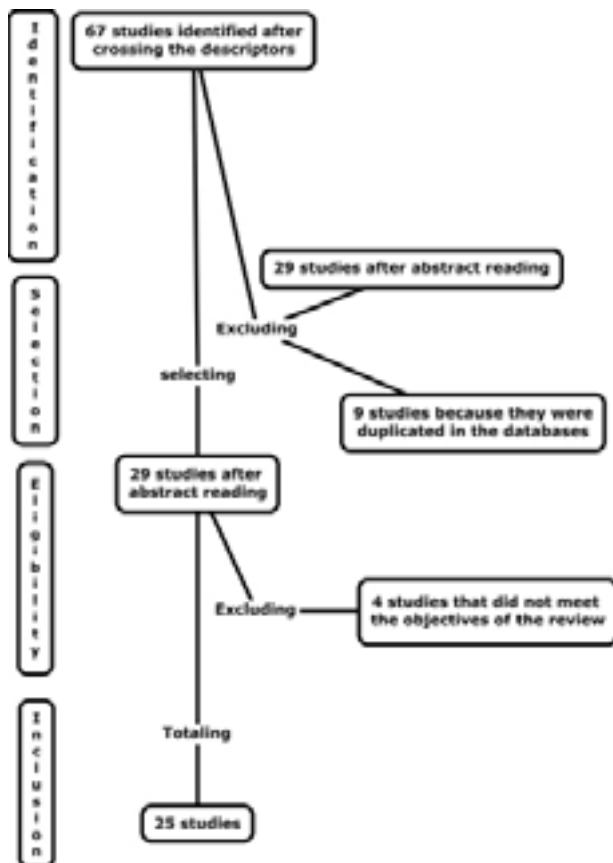 Identification
67 studies identified after
crossing the descriptors
29 studies after abstract reading
Selection
Excluding
selecting
9 studies because they were
duplicated in the databases
Eligibility
29 studies after
abstract reading
Excluding
4 studies that did not meet
the objectives of the review
Inclusion
Totaling
25 studies